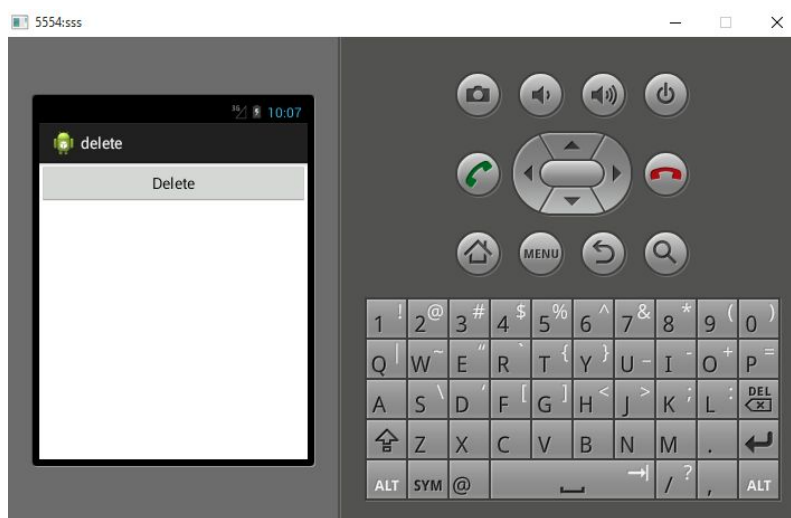 5554:sss
3G 10:07
delete
Delete
MENU
1 ! 2 @ 3 # 4 $ 5 % 6 ^ 7 & 8 * 9 ( 0 )
Q | W ~ E " R ` T { Y } U _ I - O + P =
A S \ D ' F [ G ] H < J > K ; L : DEL
Z X C V B N M .
ALT SYM @ / ? , ALT